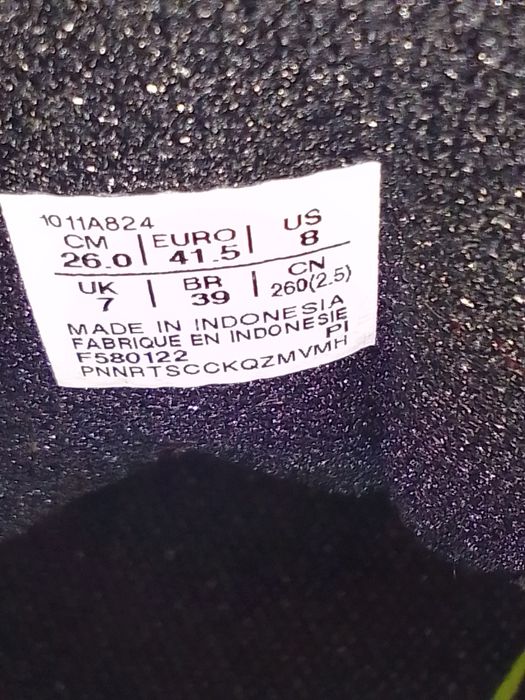 1011A824
CM | EURO | US
26.0 | 41.5 | 8
UK | BR | CN
7 | 39 | 260(2.5)
MADE IN INDONESIA
FABRIQUE EN INDONESIE
F580122 PI
PNNRTSCCKQZMVMH